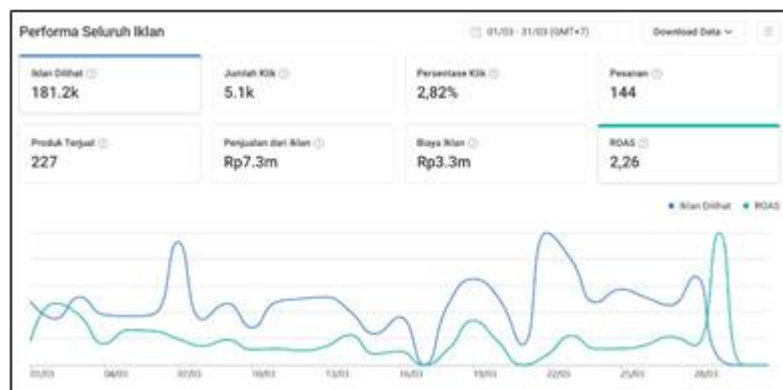 Performa Seluruh Iklan
01/03 - 31/03 (GMT+7)
Download Data
Iklan Dilihat
181.2k
Jumlah Klik
5.1k
Persentase Klik
2,82%
Pesanan
144
Produk Terjual
227
Penjualan dari Iklan
Rp7.3m
Biaya Iklan
Rp3.3m
ROAS
2,26
Iklan Dilihat
ROAS
01/03 04/03 07/03 10/03 13/03 16/03 19/03 22/03 25/03 28/03